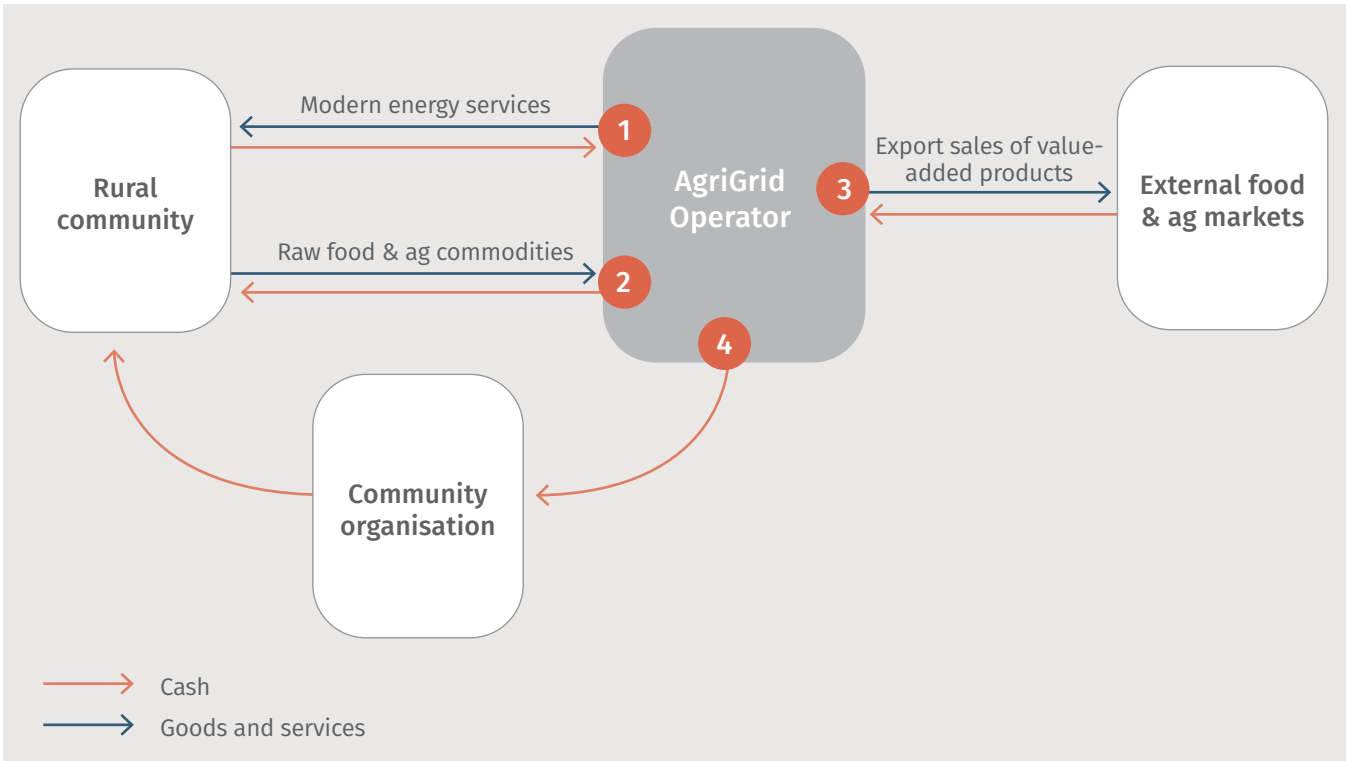 Modern energy services
1
Rural
community
Raw food & ag commodities
2
AgriGrid
Operator
3
4
Export sales of value-
added products
External food
& ag markets
Community
organisation
Cash
Goods and services